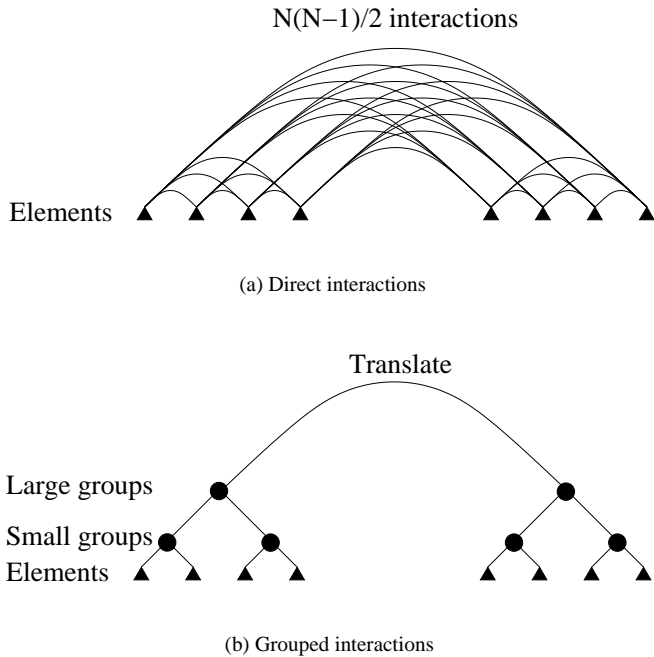 N(N−1)/2 interactions
Elements
(a) Direct interactions
Translate
Large groups
Small groups
Elements
(b) Grouped interactions